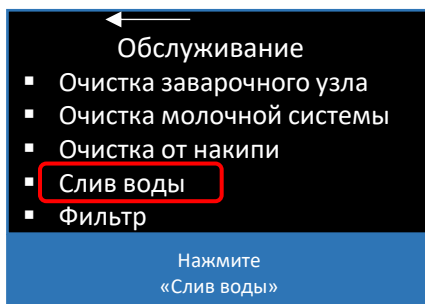 Обслуживание
▪ Очистка заварочного узла
▪ Очистка молочной системы
▪ Очистка от накипи
▪ Слив воды
▪ Фильтр
Нажмите
«Слив воды»